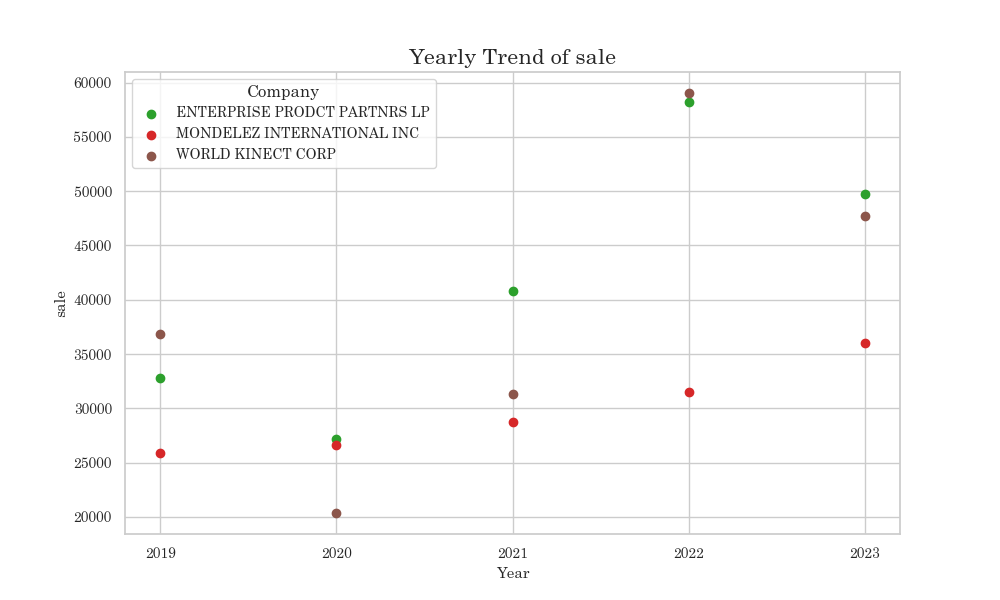 Yearly Trend of sale
Company
ENTERPRISE PRODCT PARTNRS LP
MONDELEZ INTERNATIONAL INC
WORLD KINECT CORP
60000
55000
50000
45000
40000
35000
30000
25000
20000
sale
2019 2020 2021 2022 2023
Year